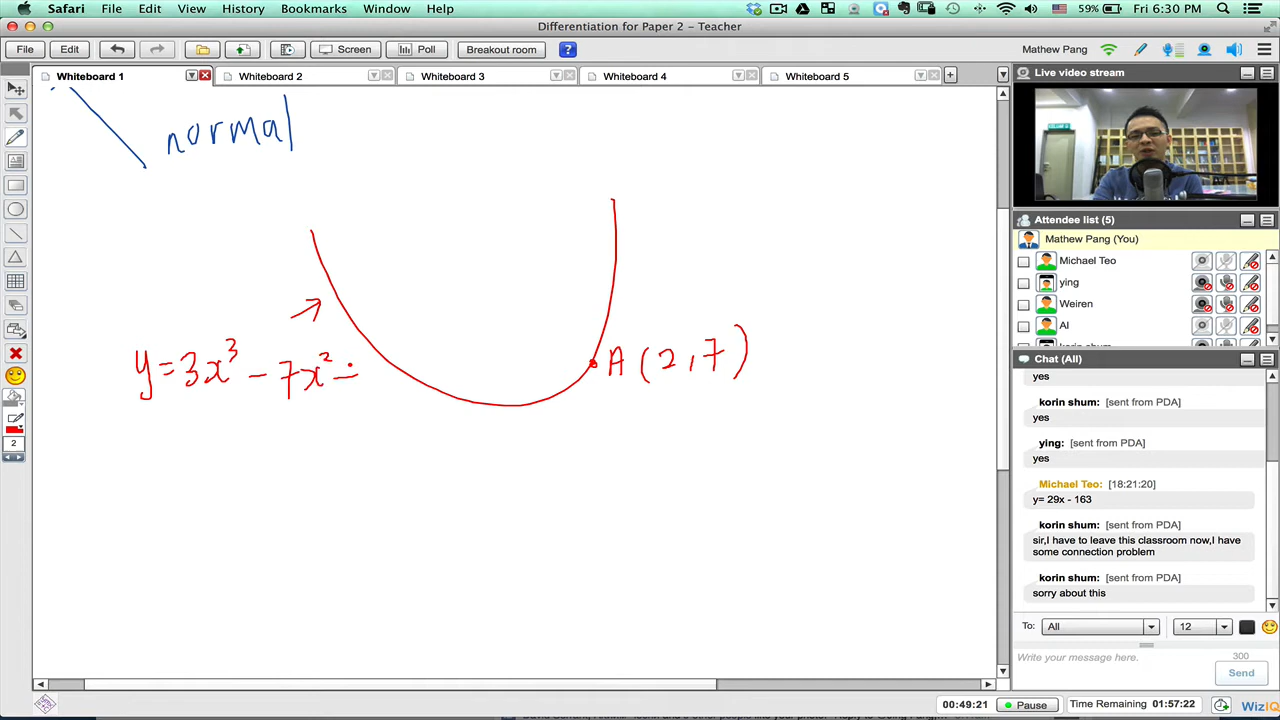 Safari File Edit View History Bookmarks Window Help 59% Fri 6:30 PM
Differentiation for Paper 2 - Teacher
File Edit Screen Poll Breakout room ? Mathew Pang
Whiteboard 1 Whiteboard 2 Whiteboard 3 Whiteboard 4 Whiteboard 5
Live video stream
normal
y=3x³ - 7x²
A (2,7)
2
Attendee list (5)
Mathew Pang (You)
Michael Teo
ying
Weiren
korin shum
Chat (All)
yes
korin shum: [sent from PDA]
yes
ying: [sent from PDA]
yes
Michael Teo: [18:21:20]
y= 29x - 163
korin shum: [sent from PDA]
sir,I have to leave this classroom now,I have
some connection problem
korin shum: [sent from PDA]
sorry about this
To: All 12
Write your message here. 300
Send
00:49:21 Pause Time Remaining 01:57:22 WizIQ